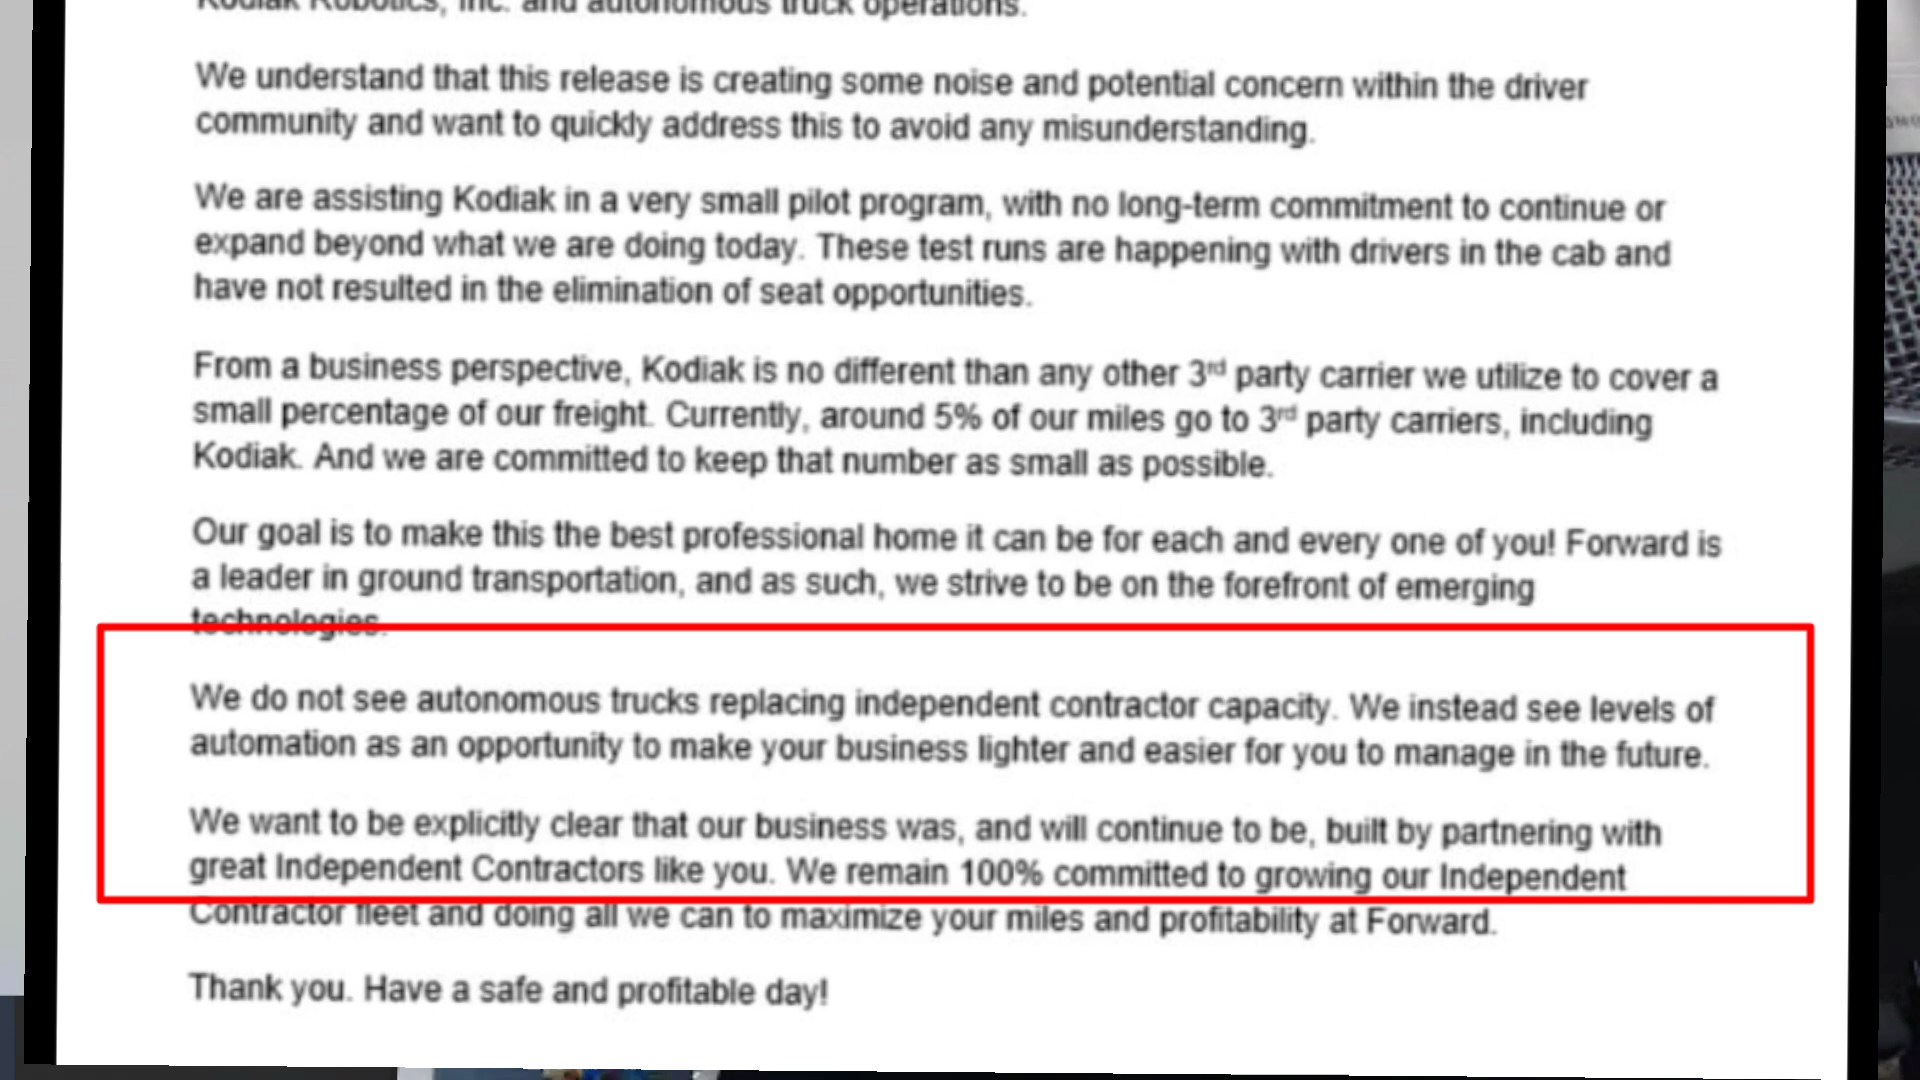 Kodiak Robotics, Inc. and autonomous truck operations.
We understand that this release is creating some noise and potential concern within the driver
community and want to quickly address this to avoid any misunderstanding.
We are assisting Kodiak in a very small pilot program, with no long-term commitment to continue or
expand beyond what we are doing today. These test runs are happening with drivers in the cab and
have not resulted in the elimination of seat opportunities.
From a business perspective, Kodiak is no different than any other 3rd party carrier we utilize to cover a
small percentage of our freight. Currently, around 5% of our miles go to 3rd party carriers, including
Kodiak. And we are committed to keep that number as small as possible.
Our goal is to make this the best professional home it can be for each and every one of you! Forward is
a leader in ground transportation, and as such, we strive to be on the forefront of emerging
technologies.
We do not see autonomous trucks replacing independent contractor capacity. We instead see levels of
automation as an opportunity to make your business lighter and easier for you to manage in the future.
We want to be explicitly clear that our business was, and will continue to be, built by partnering with
great Independent Contractors like you. We remain 100% committed to growing our Independent
Contractor fleet and doing all we can to maximize your miles and profitability at Forward.
Thank you. Have a safe and profitable day!